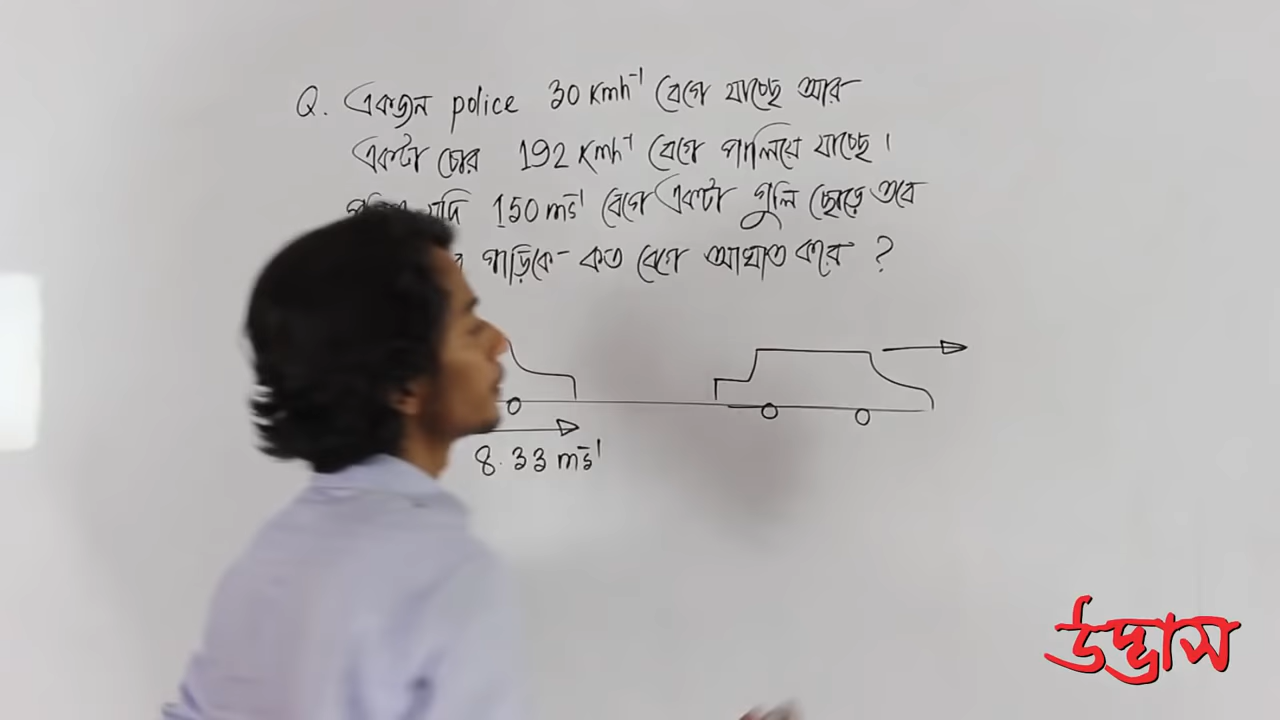 Q. একজন police 30 Kmh⁻¹ বেগে যাচ্ছে আর
একটা চোর 192 Kmh⁻¹ বেগে পালিয়ে যাচ্ছে।
যদি 150 ms⁻¹ বেগে একটা গুলি ছোড়ে তবে
গাড়িকে কত বেগে আঘাত করে ?
8.33 ms⁻¹
উদ্ভাস